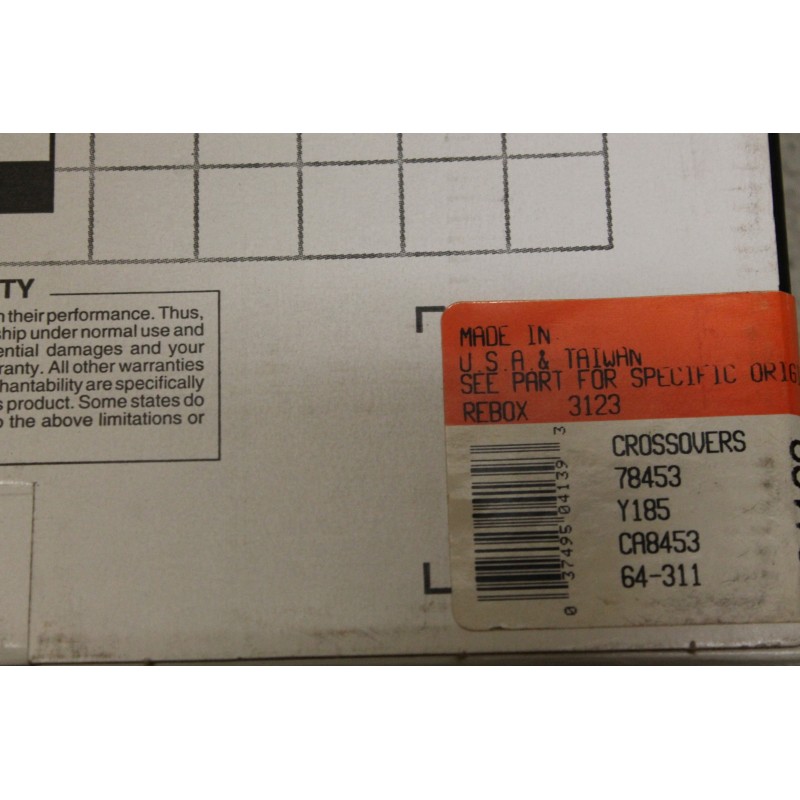 TY
n their performance. Thus,
ship under normal use and
ential damages and your
ranty. All other warranties
hantability are specifically
s product. Some states do
o the above limitations or
MADE IN
U.S.A & TAIWAN
SEE PART FOR SPECIFIC ORIG
REBOX 3123
CROSSOVERS
78453
Y185
CA8453
64-311
0 37495 04139 3